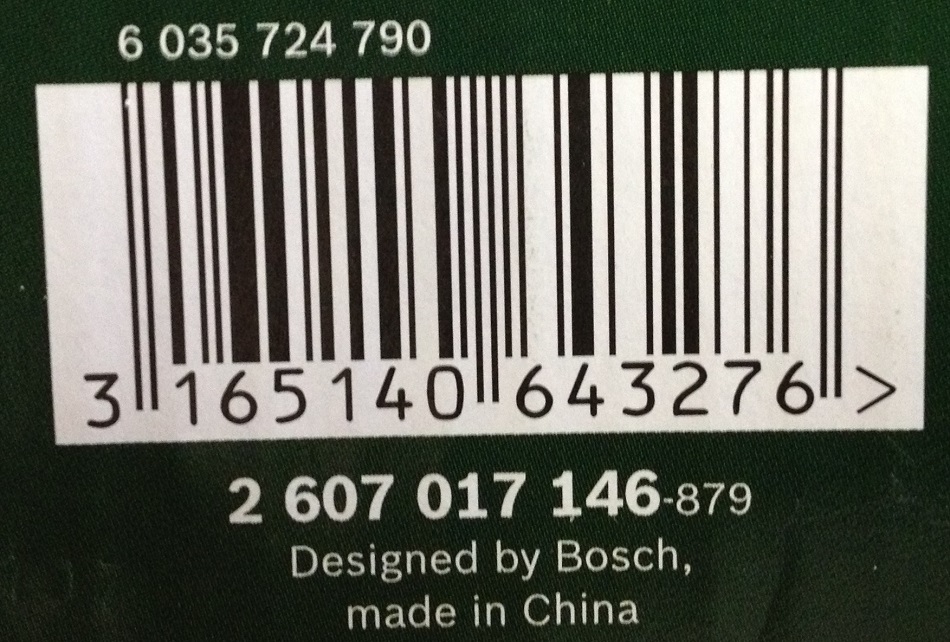 6 035 724 790
3 165140 643276 >
2 607 017 146-879
Designed by Bosch,
made in China